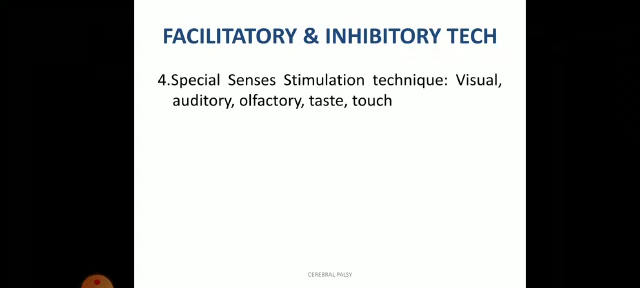 FACILITATORY & INHIBITORY TECH
4.Special Senses Stimulation technique: Visual,
auditory, olfactory, taste, touch
CEREBRAL PALSY